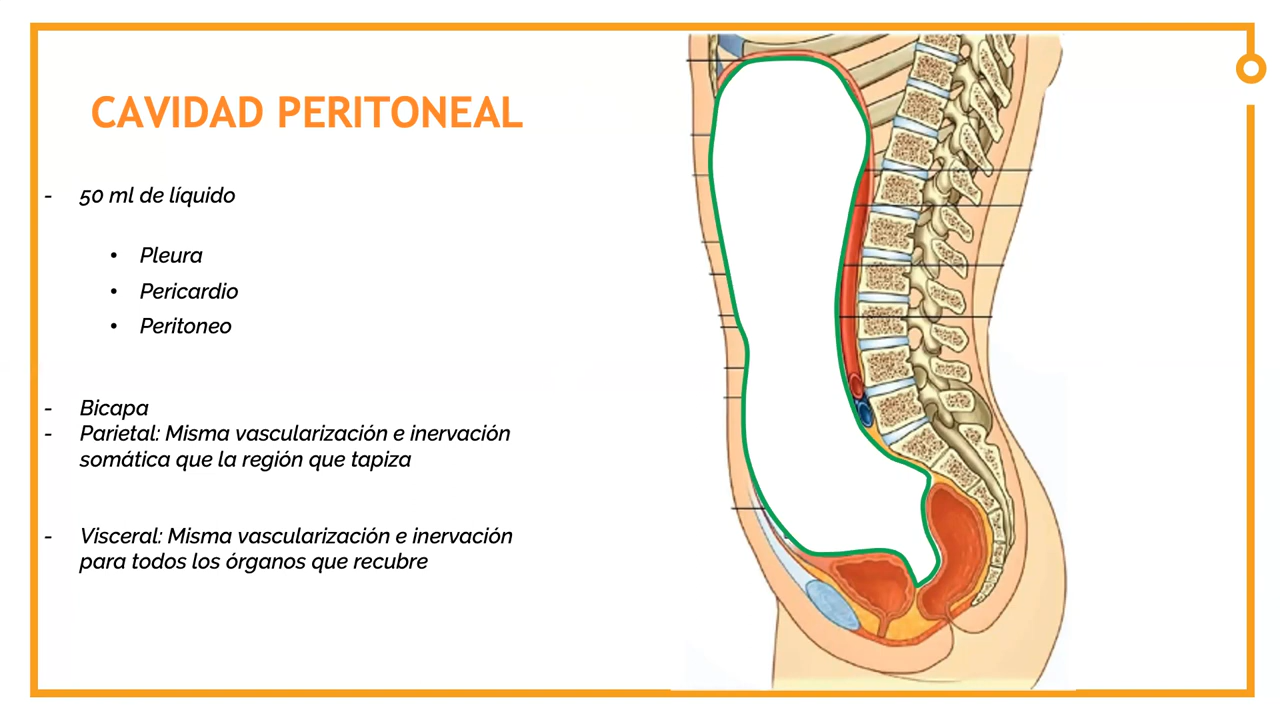 CAVIDAD PERITONEAL
- 50 ml de líquido
• Pleura
• Pericardio
• Peritoneo
- Bicapa
- Parietal: Misma vascularización e inervación
somática que la región que tapiza
- Visceral: Misma vascularización e inervación
para todos los órganos que recubre